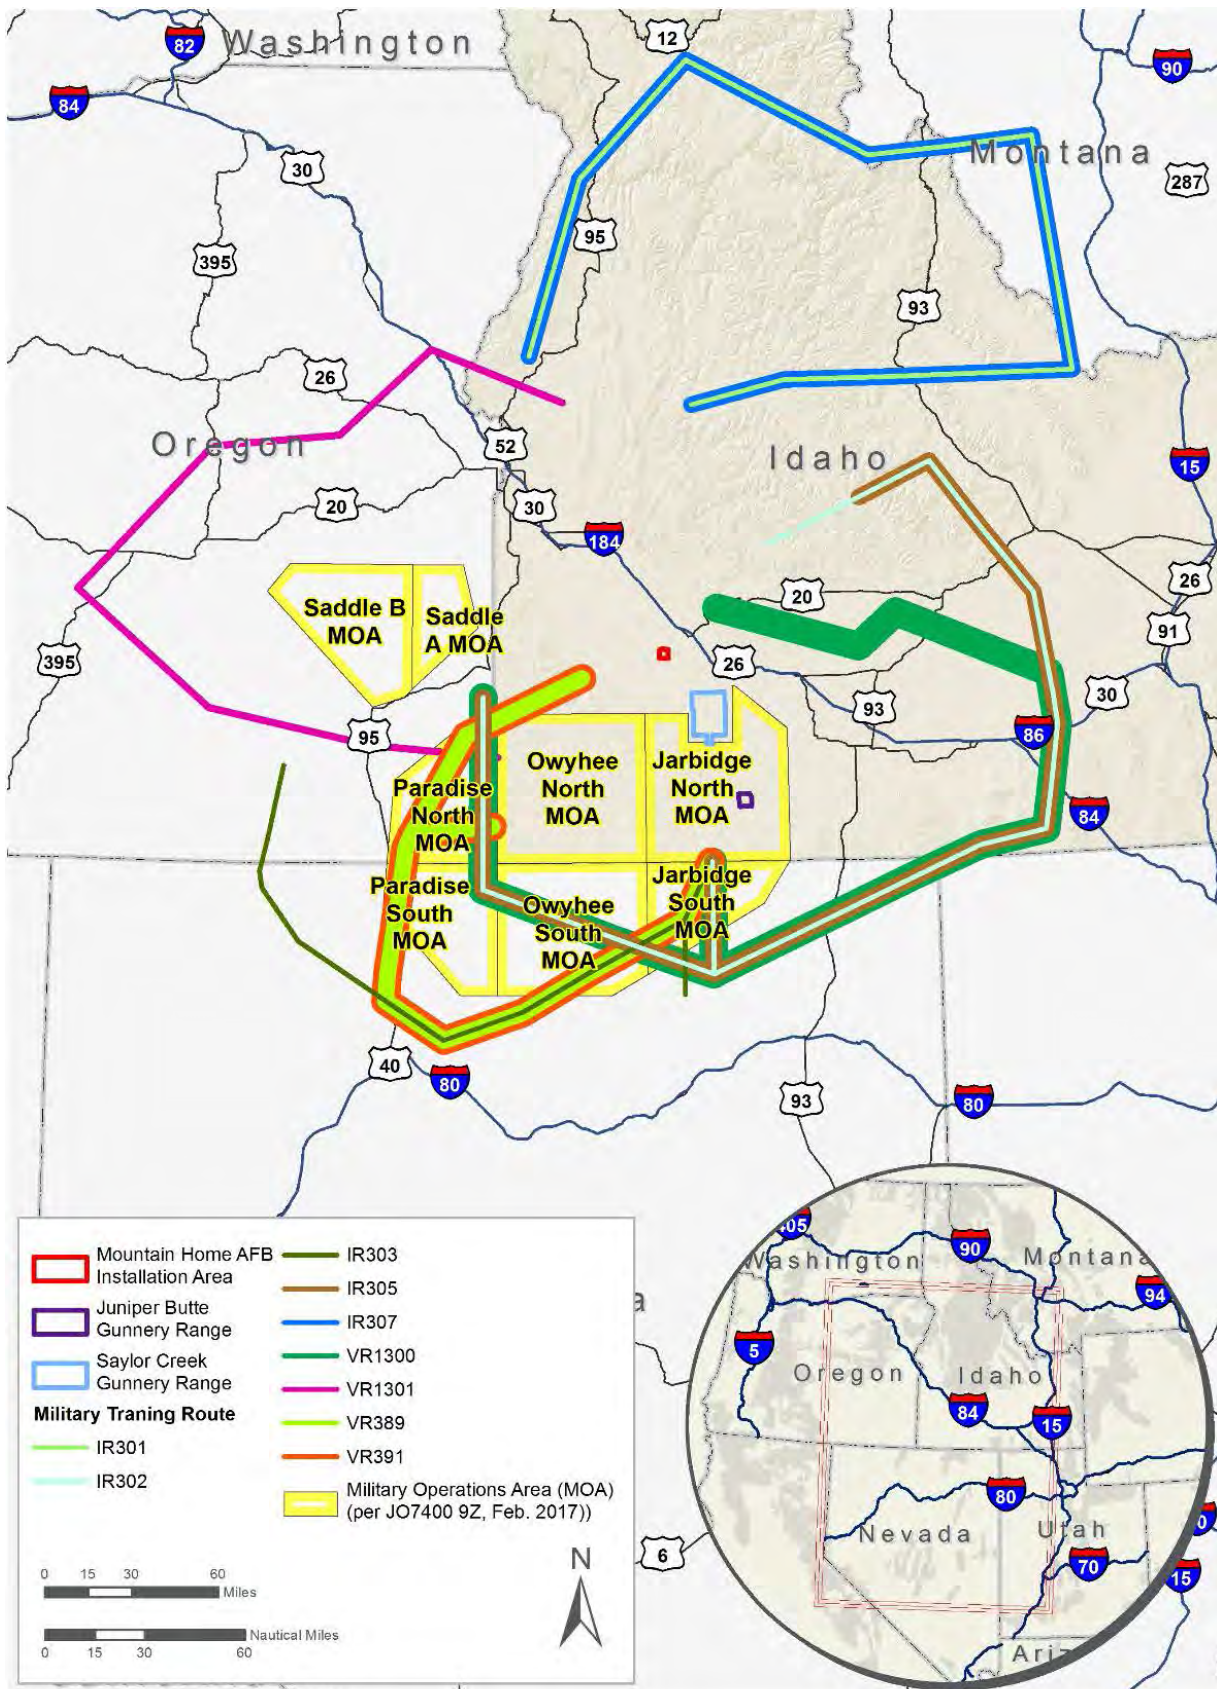 12
82
Washington
90
84
30
Montana
287
95
395
93
26
Oregon
52
Idaho
15
20
30
184
26
20
Saddle B
MOA
Saddle
A MOA
91
395
26
30
93
95
86
Owyhee
North
MOA
Jarbidge
North
MOA
Paradise
North
MOA
84
Paradise
South
MOA
Jarbidge
South
MOA
Owyhee
South
MOA
40
80
93
80
Mountain Home AFB
Installation Area
Juniper Butte
Gunnery Range
Saylor Creek
Gunnery Range
Military Traning Route
IR301
IR302
IR303
IR305
IR307
VR1300
VR1301
VR389
VR391
Military Operations Area (MOA)
(per JO7400 9Z, Feb. 2017))
0 15 30 60
Miles
Nautical Miles
0 15 30 60
N
a
6
405
90
Washington
Montana
94
5
Oregon
Idaho
84
15
80
Nevada
Utah
70
15
Ariz